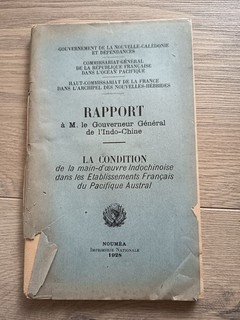 GOUVERNEMENT DE LA NOUVELLE-CALÉDONIE
ET DÉPENDANCES
COMMISSARIAT-GÉNÉRAL
DE LA RÉPUBLIQUE FRANÇAISE
DANS L'OCÉAN PACIFIQUE
HAUT-COMMISSARIAT DE LA FRANCE
DANS L'ARCHIPEL DES NOUVELLES-HÉBRIDES
RAPPORT
à M. le Gouverneur Général
de l'Indo-Chine
LA CONDITION
de la main-d'œuvre Indochinoise
dans les Etablissements Français
du Pacifique Austral
NOUMÉA
Imprimerie Nationale
1928